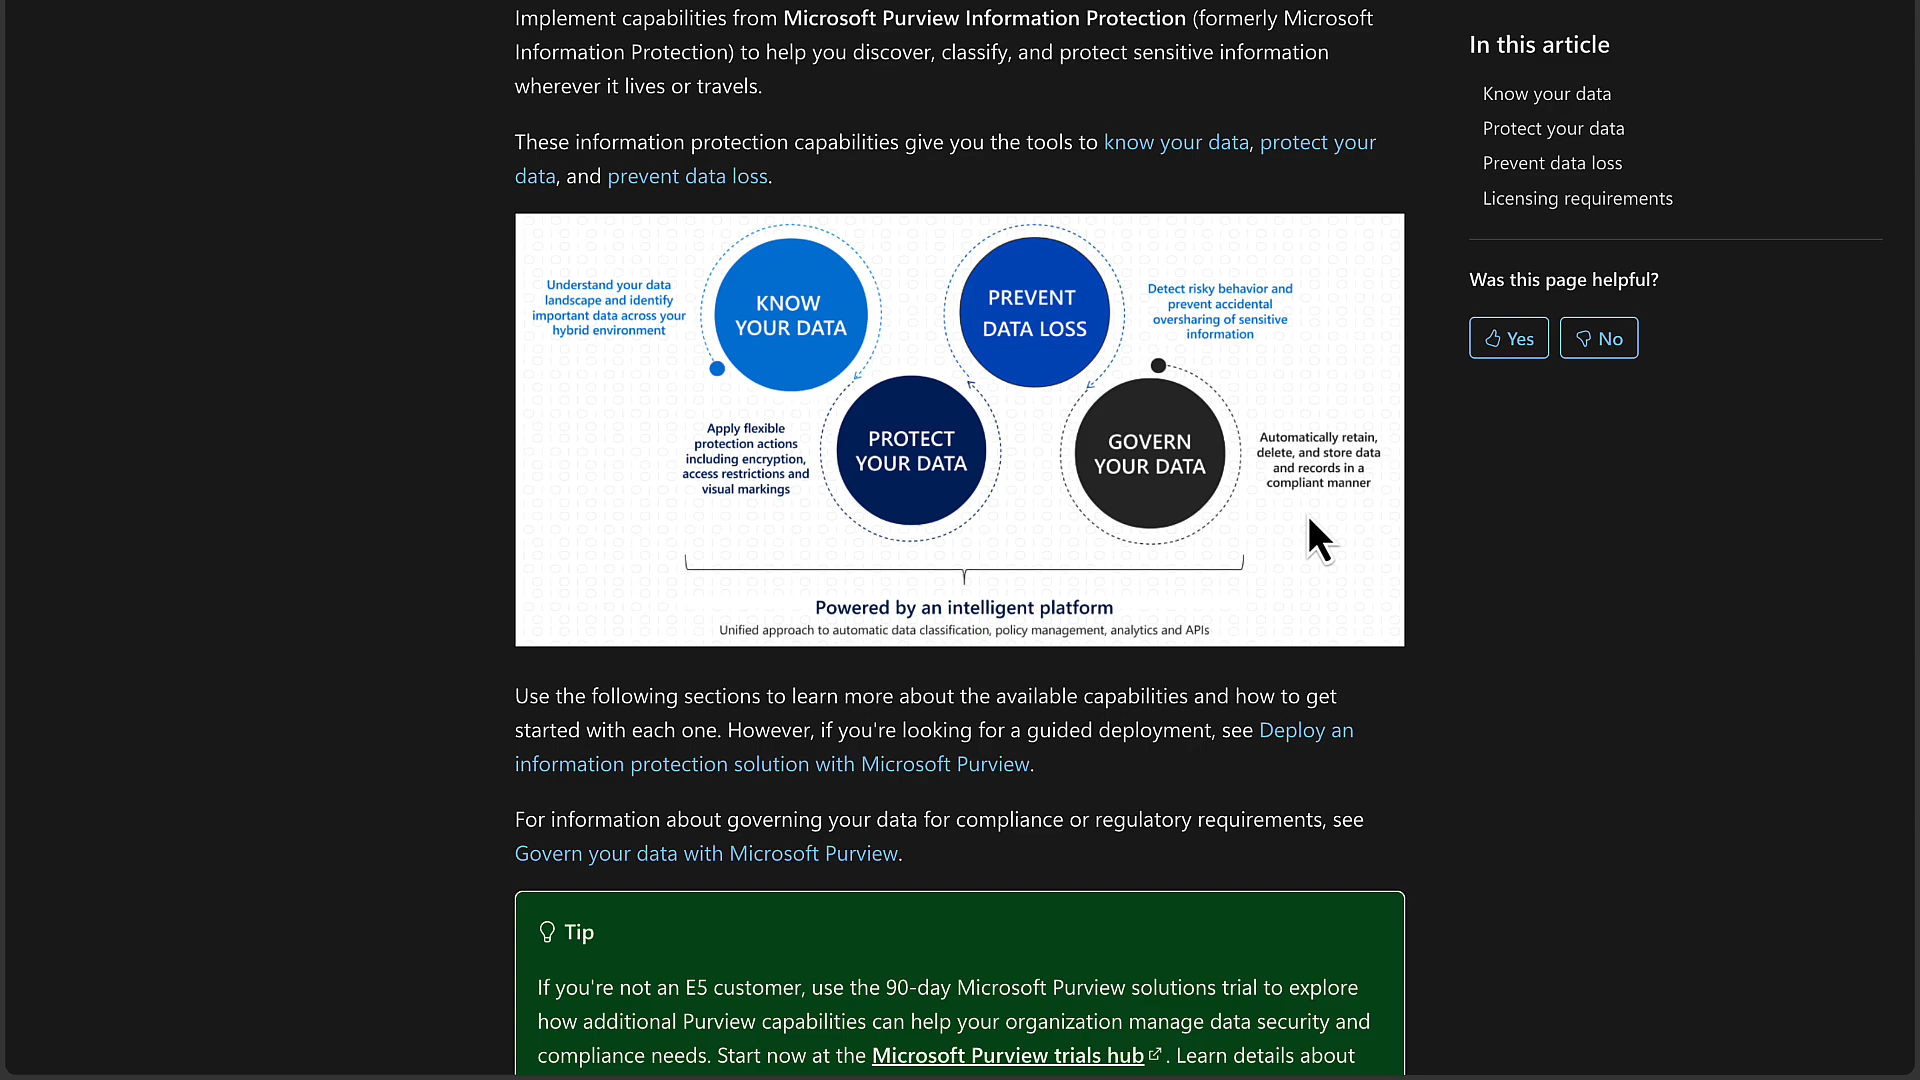 Implement capabilities from Microsoft Purview Information Protection (formerly Microsoft
Information Protection) to help you discover, classify, and protect sensitive information
wherever it lives or travels.
These information protection capabilities give you the tools to know your data, protect your
data, and prevent data loss.
Understand your data
landscape and identify
important data across your
hybrid environment
KNOW
YOUR DATA
PREVENT
DATA LOSS
Detect risky behavior and
prevent accidental
oversharing of sensitive
information
Apply flexible
protection actions
including encryption,
access restrictions and
visual markings
PROTECT
YOUR DATA
GOVERN
YOUR DATA
Automatically retain,
delete, and store data
and records in a
compliant manner
Powered by an intelligent platform
Unified approach to automatic data classification, policy management, analytics and APIs
Use the following sections to learn more about the available capabilities and how to get
started with each one. However, if you're looking for a guided deployment, see Deploy an
information protection solution with Microsoft Purview.
For information about governing your data for compliance or regulatory requirements, see
Govern your data with Microsoft Purview.
Tip
If you're not an E5 customer, use the 90-day Microsoft Purview solutions trial to explore
how additional Purview capabilities can help your organization manage data security and
compliance needs. Start now at the Microsoft Purview trials hub. Learn details about
In this article
Know your data
Protect your data
Prevent data loss
Licensing requirements
Was this page helpful?
Yes
No